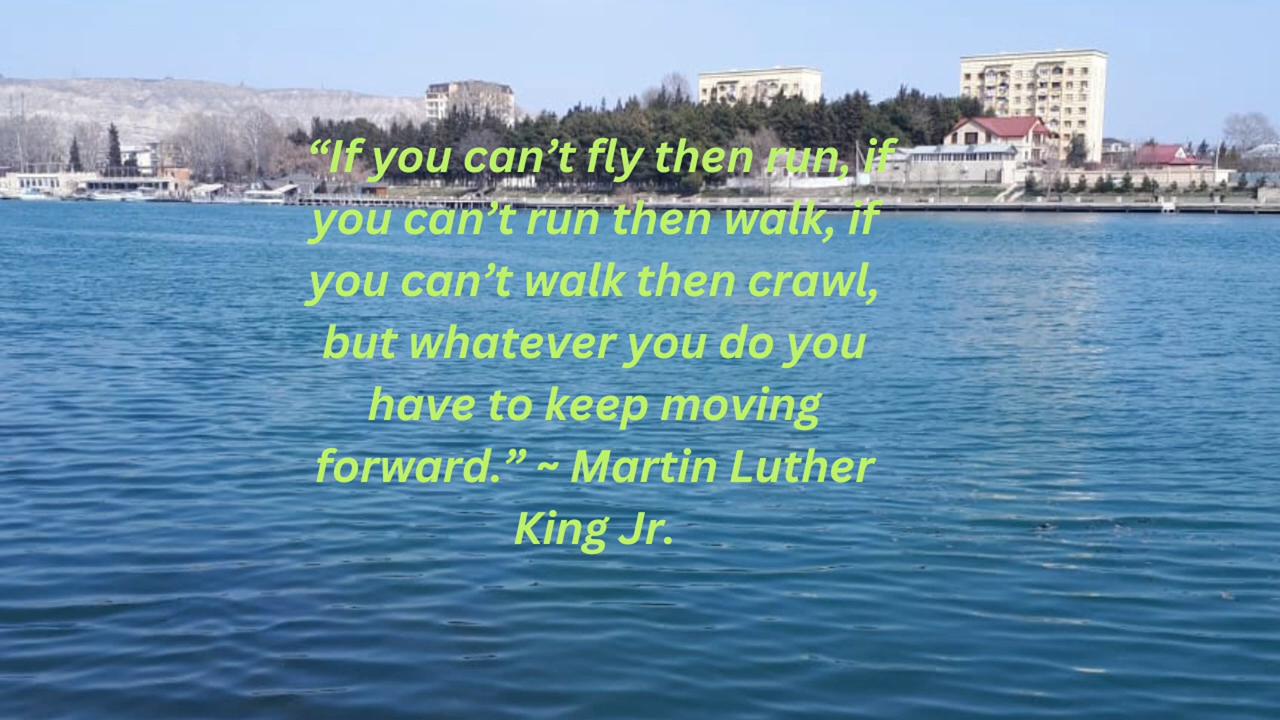 “If you can’t fly then run, if
you can’t run then walk, if
you can’t walk then crawl,
but whatever you do you
have to keep moving
forward.” ~ Martin Luther
King Jr.